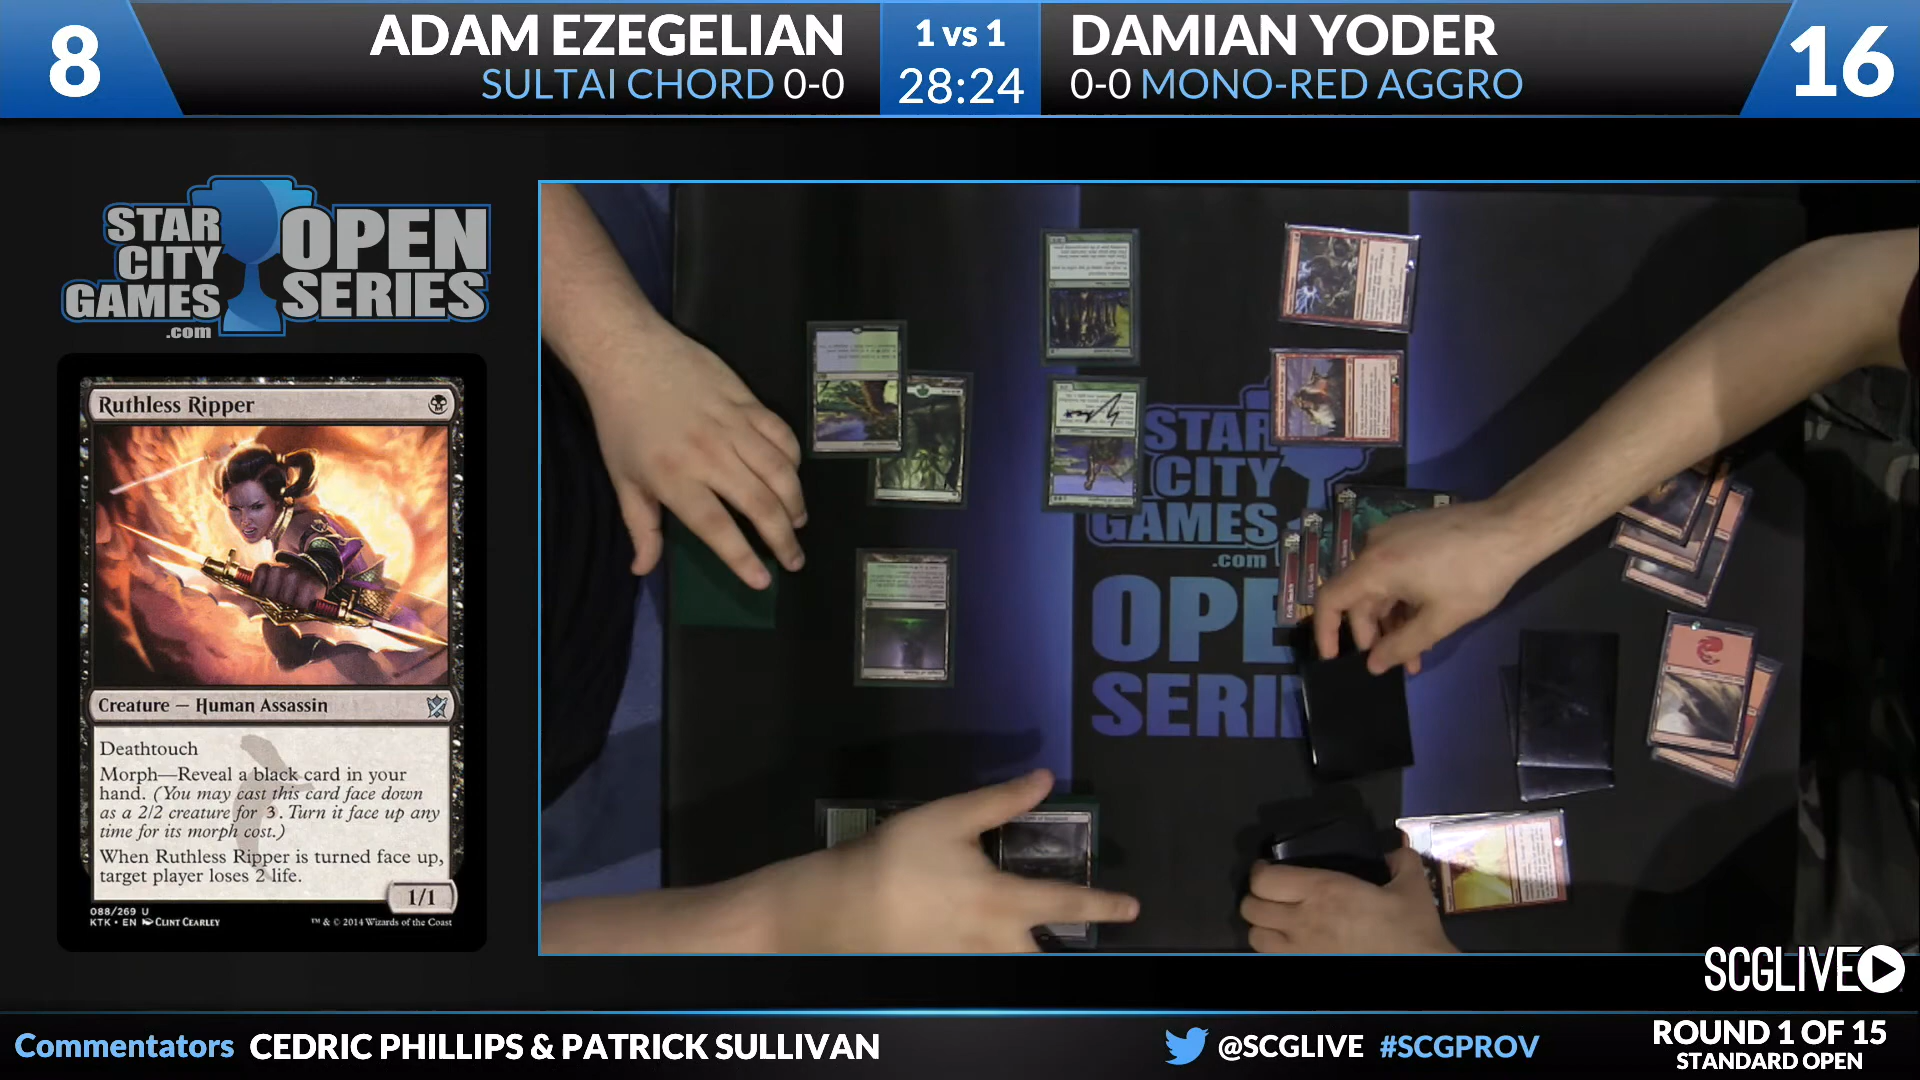 8
ADAM EZEGELIAN
SULTAI CHORD 0-0
1 vs 1
28:24
DAMIAN YODER
0-0 MONO-RED AGGRO
16
STAR
CITY
GAMES
.com
OPEN
SERIES
Ruthless Ripper
Creature — Human Assassin
Deathtouch
Morph—Reveal a black card in your
hand. (You may cast this card face down
as a 2/2 creature for 3. Turn it face up any
time for its morph cost.)
When Ruthless Ripper is turned face up,
target player loses 2 life.
1/1
088/269 U
KTK • EN CLINT CEARLEY
™ & © 2014 Wizards of the Coast
STAR
CITY
GAMES
.com
SCGLIVE
Commentators CEDRIC PHILLIPS & PATRICK SULLIVAN
@SCGLIVE #SCGPROV
ROUND 1 OF 15
STANDARD OPEN